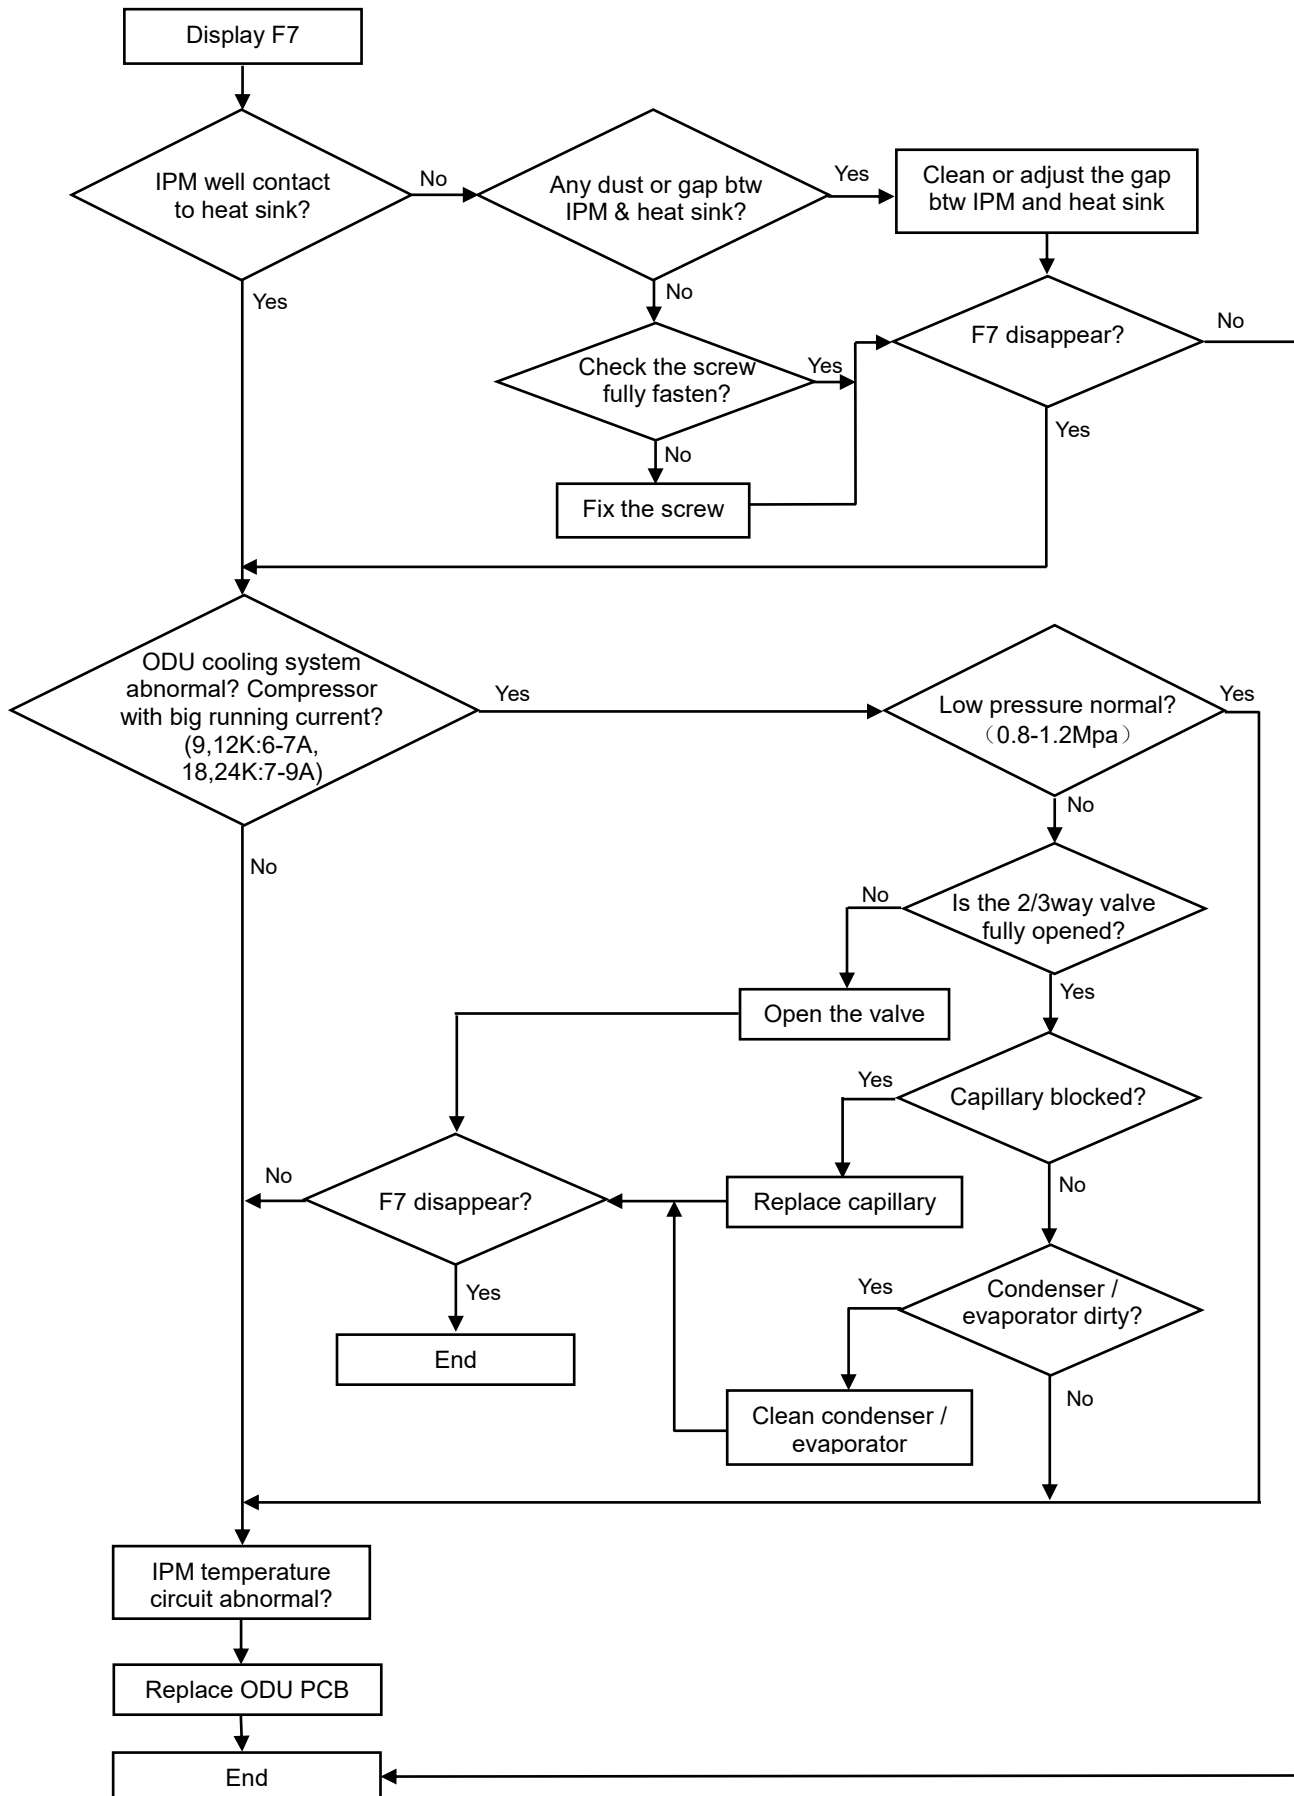 Display F7
IPM well contact
to heat sink?
No
Any dust or gap btw
IPM & heat sink?
Yes
Clean or adjust the gap
btw IPM and heat sink
Yes
No
F7 disappear?
No
Check the screw
fully fasten?
Yes
Yes
No
Fix the screw
ODU cooling system
abnormal? Compressor
with big running current?
(9,12K:6-7A,
18,24K:7-9A)
Yes
Low pressure normal?
（0.8-1.2Mpa）
Yes
No
No
No
Is the 2/3way valve
fully opened?
Open the valve
Yes
Yes
Capillary blocked?
No
F7 disappear?
Replace capillary
No
Yes
Yes
Condenser /
evaporator dirty?
End
No
Clean condenser /
evaporator
IPM temperature
circuit abnormal?
Replace ODU PCB
End